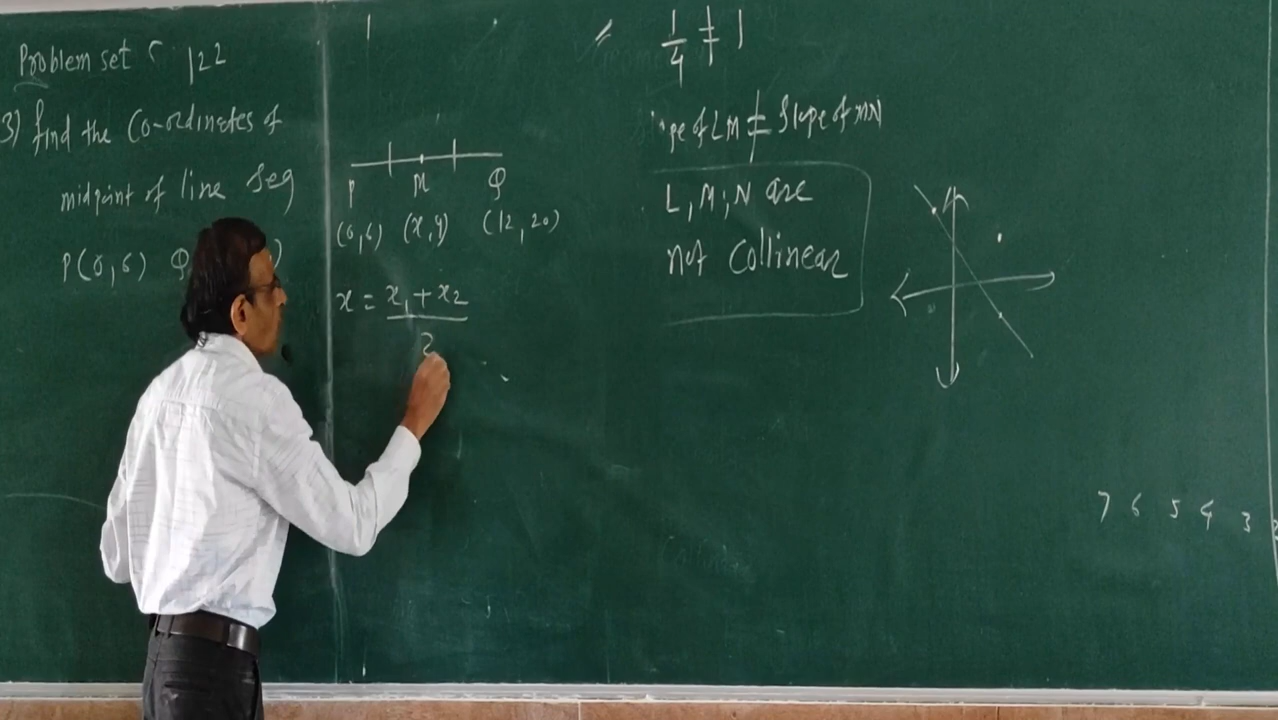 Problem set 5 122
3) find the Co-ordinates of
midpoint of line seg
P(0,6) Q )
P M Q
(0,6) (x,y) (12,20)
x = x₁ + x₂
2
1/4 ≠ 1
pe of LM ≠ Slope of MN
L, M, N are
not Collinear
7 6 5 4 3